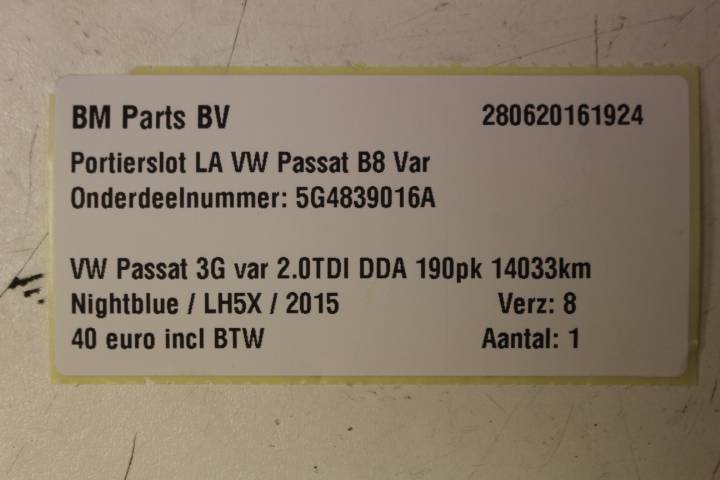 BM Parts BV 280620161924
Portierslot LA VW Passat B8 Var
Onderdeelnummer: 5G4839016A
VW Passat 3G var 2.0TDI DDA 190pk 14033km
Nightblue / LH5X / 2015 Verz: 8
40 euro incl BTW Aantal: 1